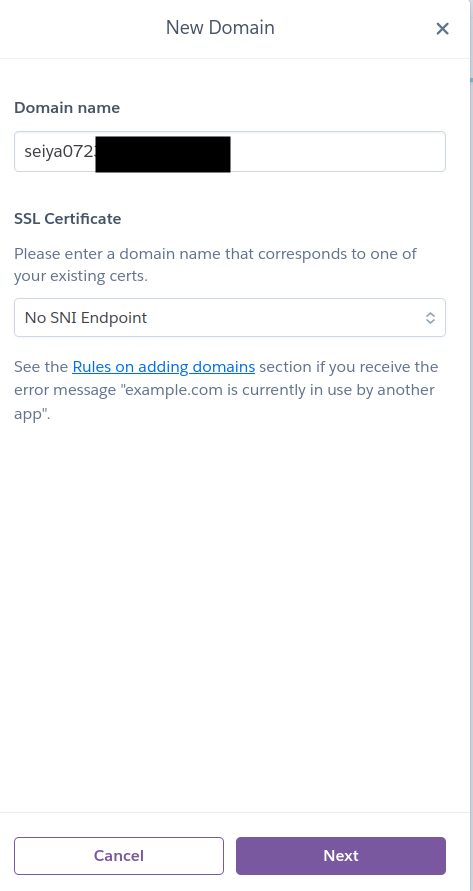 New Domain
Domain name
seiya072
SSL Certificate
Please enter a domain name that corresponds to one of
your existing certs.
No SNI Endpoint
See the Rules on adding domains section if you receive the
error message "example.com is currently in use by another
app".
Cancel
Next